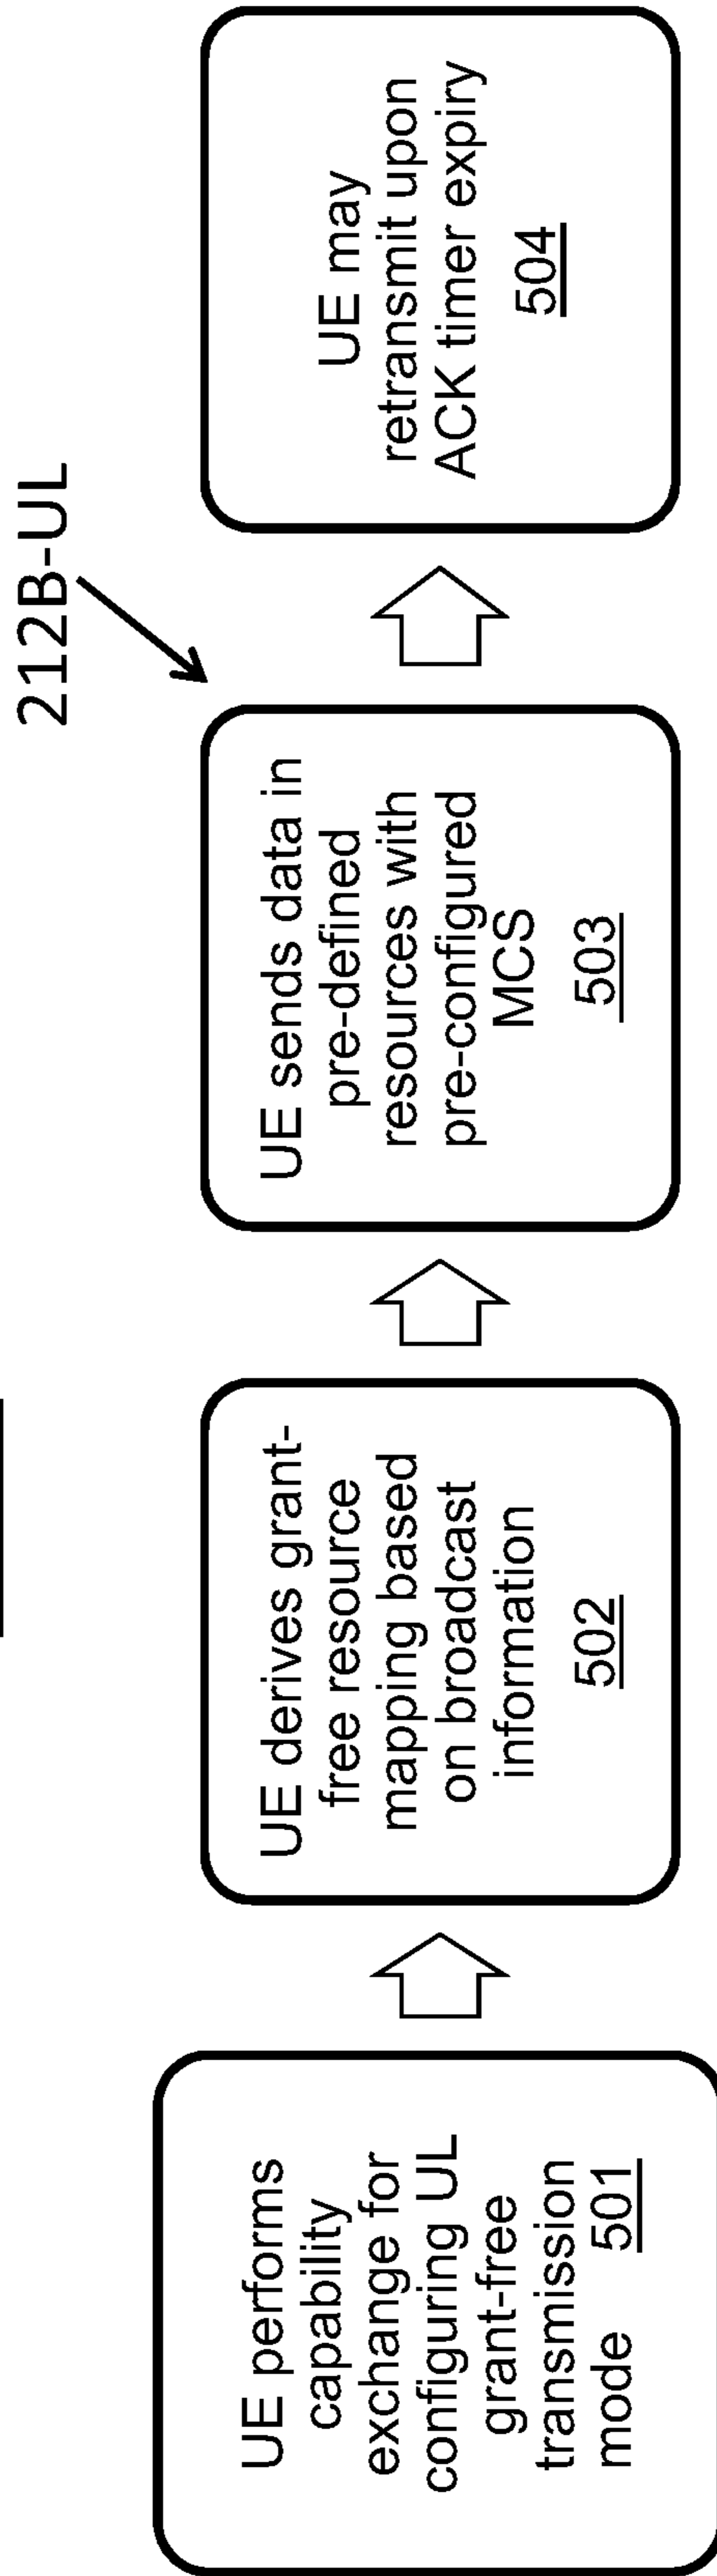 212B-UL
UE performs
capability
exchange for
configuring UL
grant-free
transmission
mode 501
UE derives grant-
free resource
mapping based
on broadcast
information
502
UE sends data in
pre-defined
resources with
pre-configured
MCS
503
UE may
retransmit upon
ACK timer expiry
504